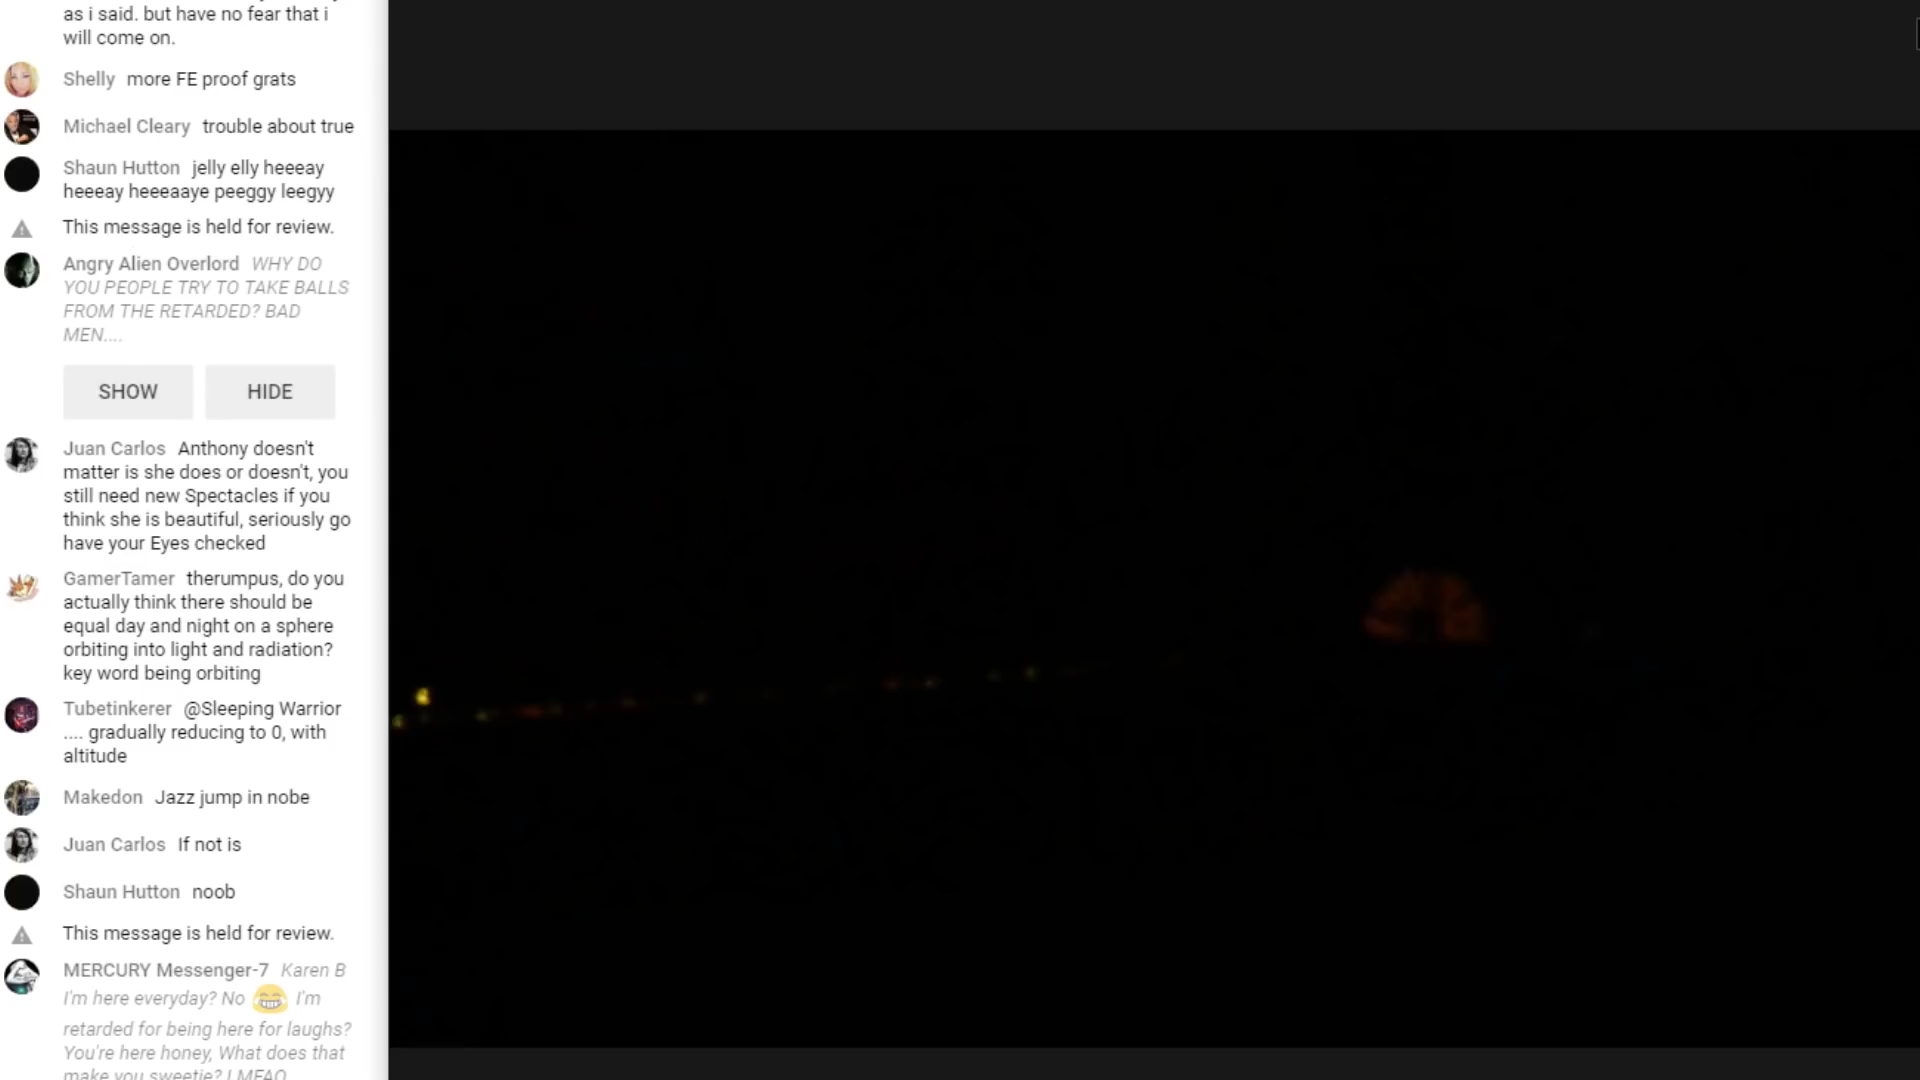 as i said. but have no fear that i
will come on.
Shelly more FE proof grats
Michael Cleary trouble about true
Shaun Hutton jelly elly heeeay
heeeay heeeaaye peeggy leegyy
This message is held for review.
Angry Alien Overlord WHY DO
YOU PEOPLE TRY TO TAKE BALLS
FROM THE RETARDED? BAD
MEN....
SHOW HIDE
Juan Carlos Anthony doesn't
matter is she does or doesn't, you
still need new Spectacles if you
think she is beautiful, seriously go
have your Eyes checked
GamerTamer therumpus, do you
actually think there should be
equal day and night on a sphere
orbiting into light and radiation?
key word being orbiting
Tubetinkerer @Sleeping Warrior
.... gradually reducing to 0, with
altitude
Makedon Jazz jump in nobe
Juan Carlos If not is
Shaun Hutton noob
This message is held for review.
MERCURY Messenger-7 Karen B
I'm here everyday? No 😂 I'm
retarded for being here for laughs?
You're here honey, What does that
make you sweetie? LMFAO